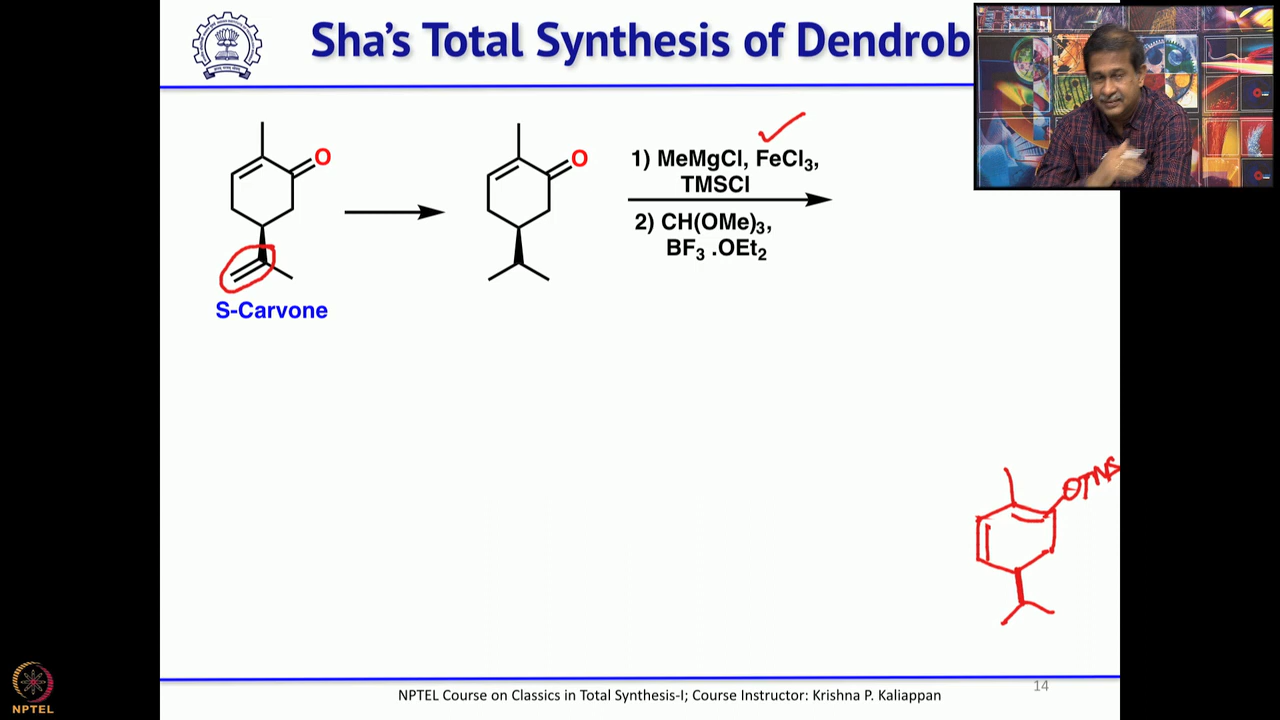 Sha's Total Synthesis of Dendrob
O
O
1) MeMgCl, FeCl₃,
TMSCl
2) CH(OMe)₃,
BF₃ .OEt₂
S-Carvone
OTMS
14
NPTEL Course on Classics in Total Synthesis-I; Course Instructor: Krishna P. Kaliappan
NPTEL